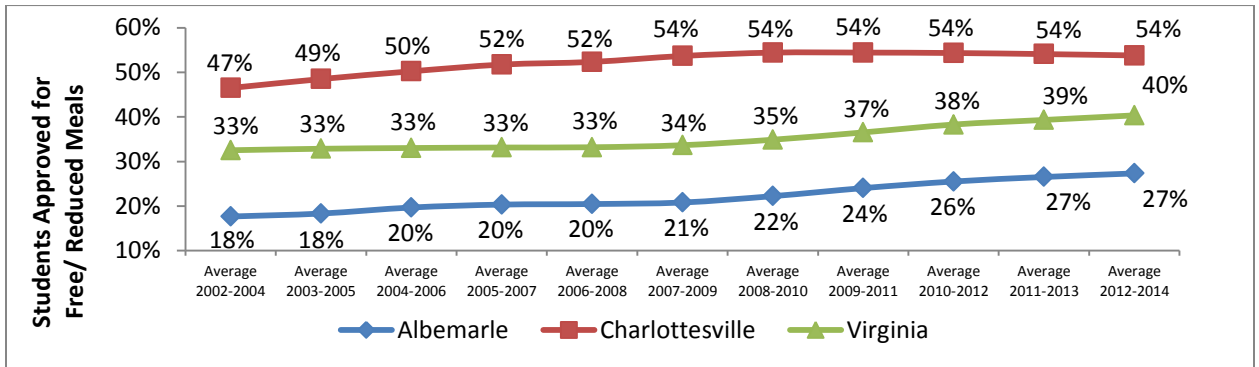 Students Approved for
Free/ Reduced Meals
60%
50%
40%
30%
20%
10%
47% 49% 50% 52% 52% 54% 54% 54% 54% 54% 54%
33% 33% 33% 33% 33% 34% 35% 37% 38% 39% 40%
18% 18% 20% 20% 20% 21% 22% 24% 26% 27% 27%
Average Average Average Average Average Average Average Average Average Average Average
2002-2004 2003-2005 2004-2006 2005-2007 2006-2008 2007-2009 2008-2010 2009-2011 2010-2012 2011-2013 2012-2014
Albemarle Charlottesville Virginia